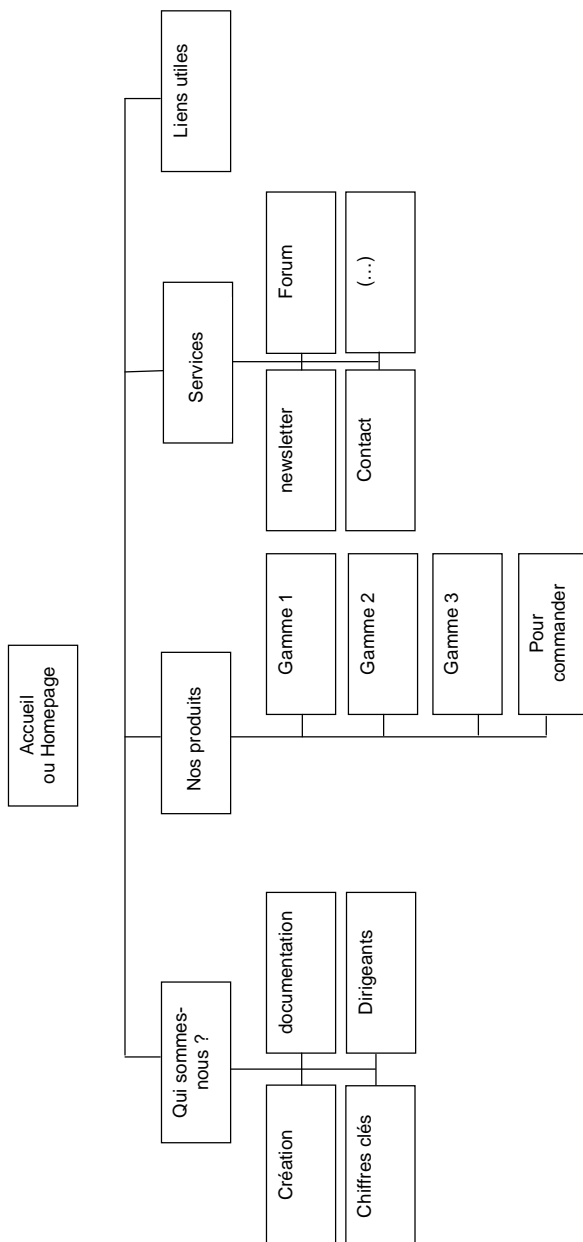 Accueil
ou Homepage
Qui sommes-
nous ?
Nos produits
Services
Liens utiles
Création
documentation
Chiffres clés
Dirigeants
Gamme 1
Gamme 2
Gamme 3
Pour
commander
newsletter
Forum
Contact
(…)